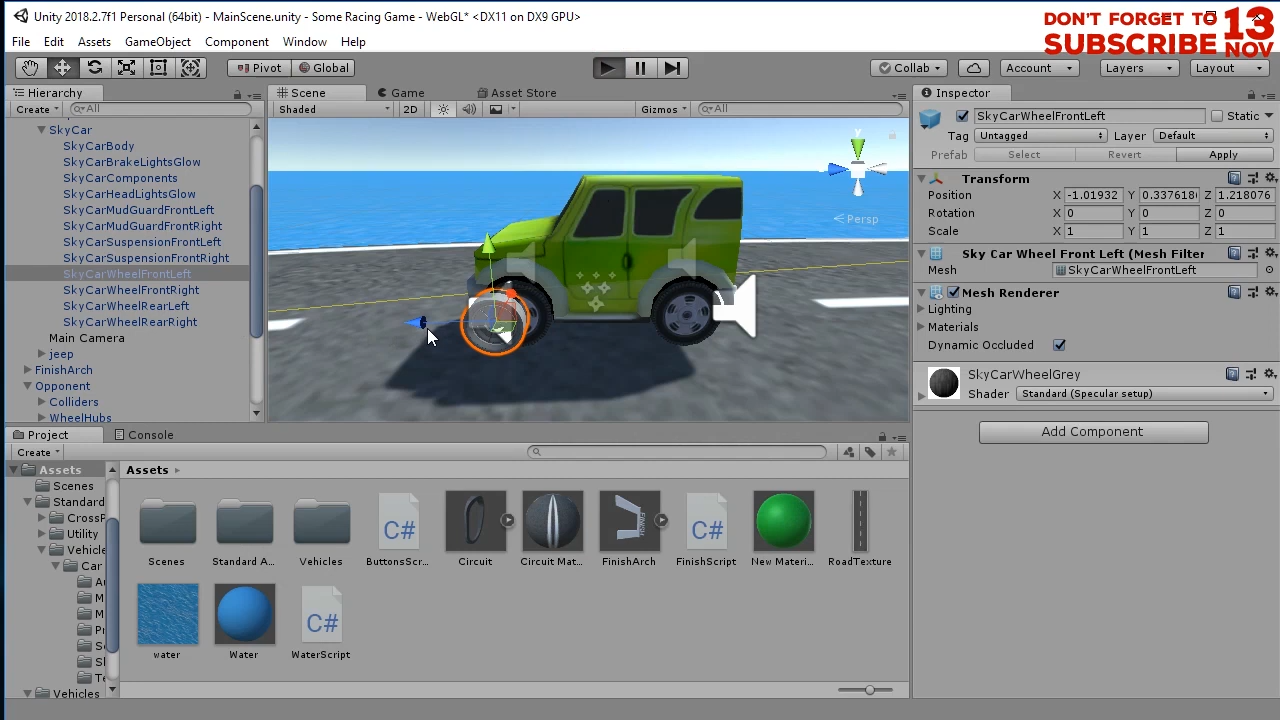 Unity 2018.2.7f1 Personal (64bit) - MainScene.unity - Some Racing Game - WebGL* <DX11 on DX9 GPU>
DON'T FORGET TO
SUBSCRIBE
13
NOV
File Edit Assets GameObject Component Window Help
Pivot Global Collab Account Layers Layout
Hierarchy Scene Game Asset Store Inspector
Create All Shaded 2D Gizmos All
SkyCarWheelFrontLeft Static
Tag Untagged Layer Default
Prefab Select Revert Apply
SkyCar
SkyCarBody
SkyCarBrakeLightsGlow
SkyCarComponents
SkyCarHeadLightsGlow
SkyCarMudGuardFrontLeft
SkyCarMudGuardFrontRight
SkyCarSuspensionFrontLeft
SkyCarSuspensionFrontRight
SkyCarWheelFrontLeft
SkyCarWheelFrontRight
SkyCarWheelRearLeft
SkyCarWheelRearRight
Main Camera
jeep
FinishArch
Opponent
Colliders
WheelHubs
y
Persp
Transform
Position X -1.01932 Y 0.337618 Z 1.218076
Rotation X 0 Y 0 Z 0
Scale X 1 Y 1 Z 1
Sky Car Wheel Front Left (Mesh Filter
Mesh SkyCarWheelFrontLeft
Mesh Renderer
Lighting
Materials
Dynamic Occluded
SkyCarWheelGrey
Shader Standard (Specular setup)
Add Component
Project Console
Create
Assets
Scenes
Standard
CrossP
Utility
Vehicle
Car
M
M
Pr
Te
Vehicles
Assets
C# C#
Scenes Standard A... Vehicles ButtonsScr... Circuit Circuit Mat... FinishArch FinishScript New Materi... RoadTexture
C#
water Water WaterScript